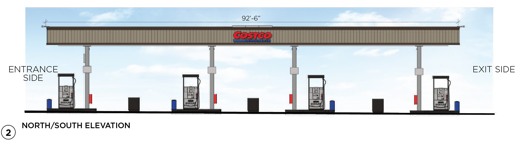 92'-6"
Costco
ENTRANCE
SIDE
EXIT SIDE
2
NORTH/SOUTH ELEVATION